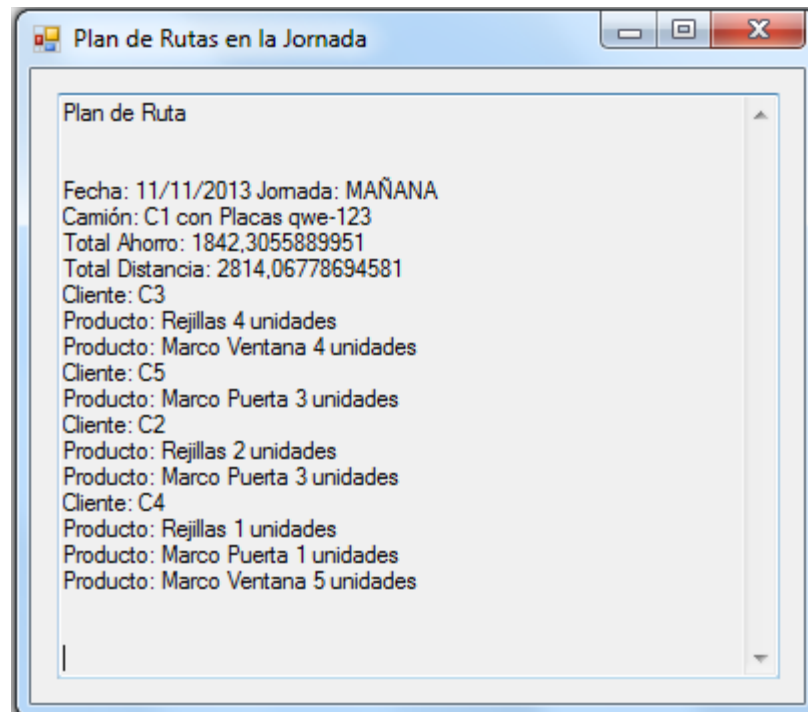 Plan de Rutas en la Jornada
Plan de Ruta
Fecha: 11/11/2013 Jornada: MAÑANA
Camión: C1 con Placas qwe-123
Total Ahorro: 1842,3055889951
Total Distancia: 2814,06778694581
Cliente: C3
Producto: Rejillas 4 unidades
Producto: Marco Ventana 4 unidades
Cliente: C5
Producto: Marco Puerta 3 unidades
Cliente: C2
Producto: Rejillas 2 unidades
Producto: Marco Puerta 3 unidades
Cliente: C4
Producto: Rejillas 1 unidades
Producto: Marco Puerta 1 unidades
Producto: Marco Ventana 5 unidades